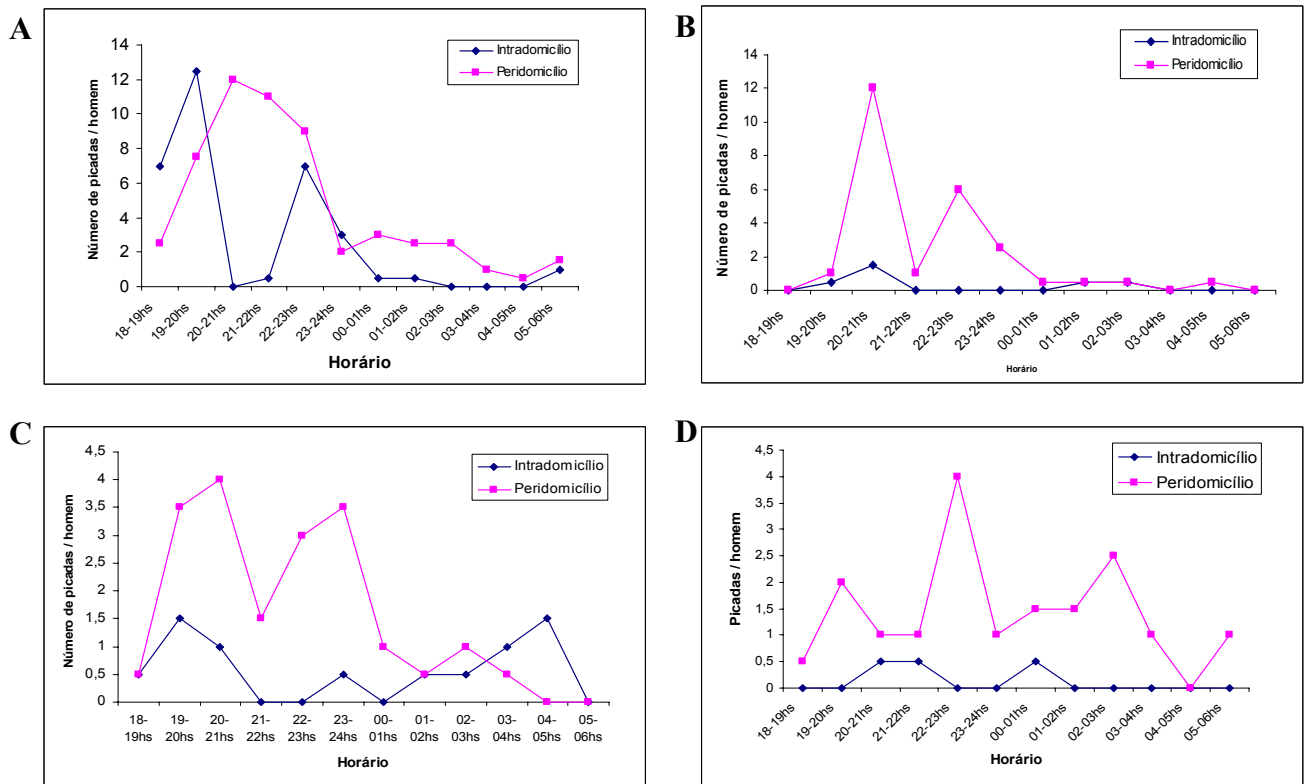 A
Número de picadas / homem
14
12
10
8
6
4
2
0
Intradomicílio
Peridomicílio
18-19hs
19-20hs
20-21hs
21-22hs
22-23hs
23-24hs
00-01hs
01-02hs
02-03hs
03-04hs
04-05hs
05-06hs
Horário
B
Número de picadas / homem
14
12
10
8
6
4
2
0
Intradomicílio
Peridomicílio
18-19hs
19-20hs
20-21hs
21-22hs
22-23hs
23-24hs
00-01hs
01-02hs
02-03hs
03-04hs
04-05hs
05-06hs
Horário
C
Número de picadas / homem
4,5
4
3,5
3
2,5
2
1,5
1
0,5
0
Intradomicílio
Peridomicílio
18- 19- 20- 21- 22- 23- 00- 01- 02- 03- 04- 05-
19hs 20hs 21hs 22hs 23hs 24hs 01hs 02hs 03hs 04hs 05hs 06hs
Horário
D
Picadas / homem
4,5
4
3,5
3
2,5
2
1,5
1
0,5
0
Intradomicílio
Peridomicílio
18-19hs
19-20hs
20-21hs
21-22hs
22-23hs
23-24hs
00-01hs
01-02hs
02-03hs
03-04hs
04-05hs
05-06hs
Horário